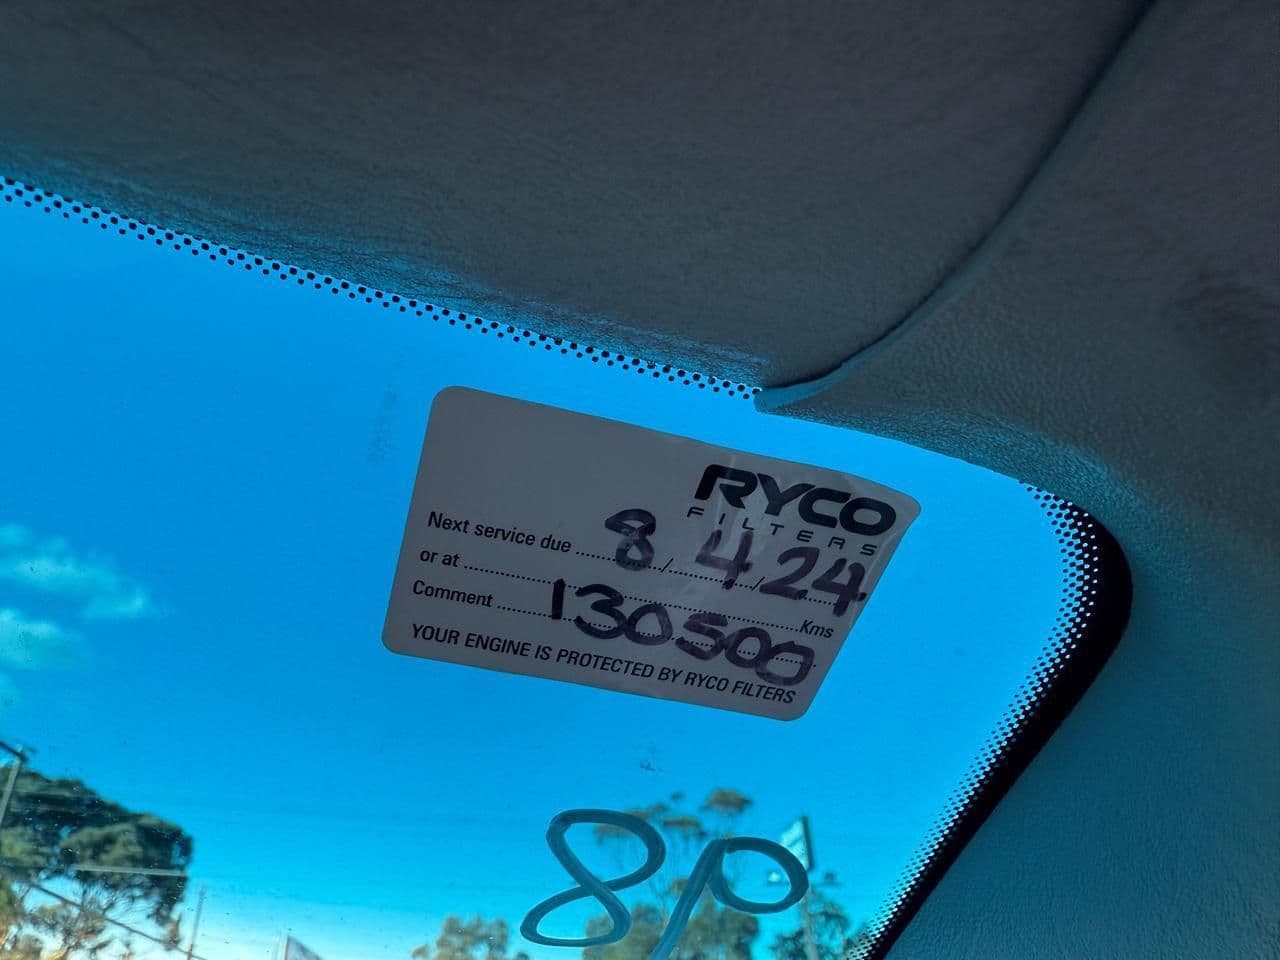 RYCO
FILTERS
Next service due ...... 8 / 4 / 24
or at ........................ Kms
Comment ...... 130500
YOUR ENGINE IS PROTECTED BY RYCO FILTERS